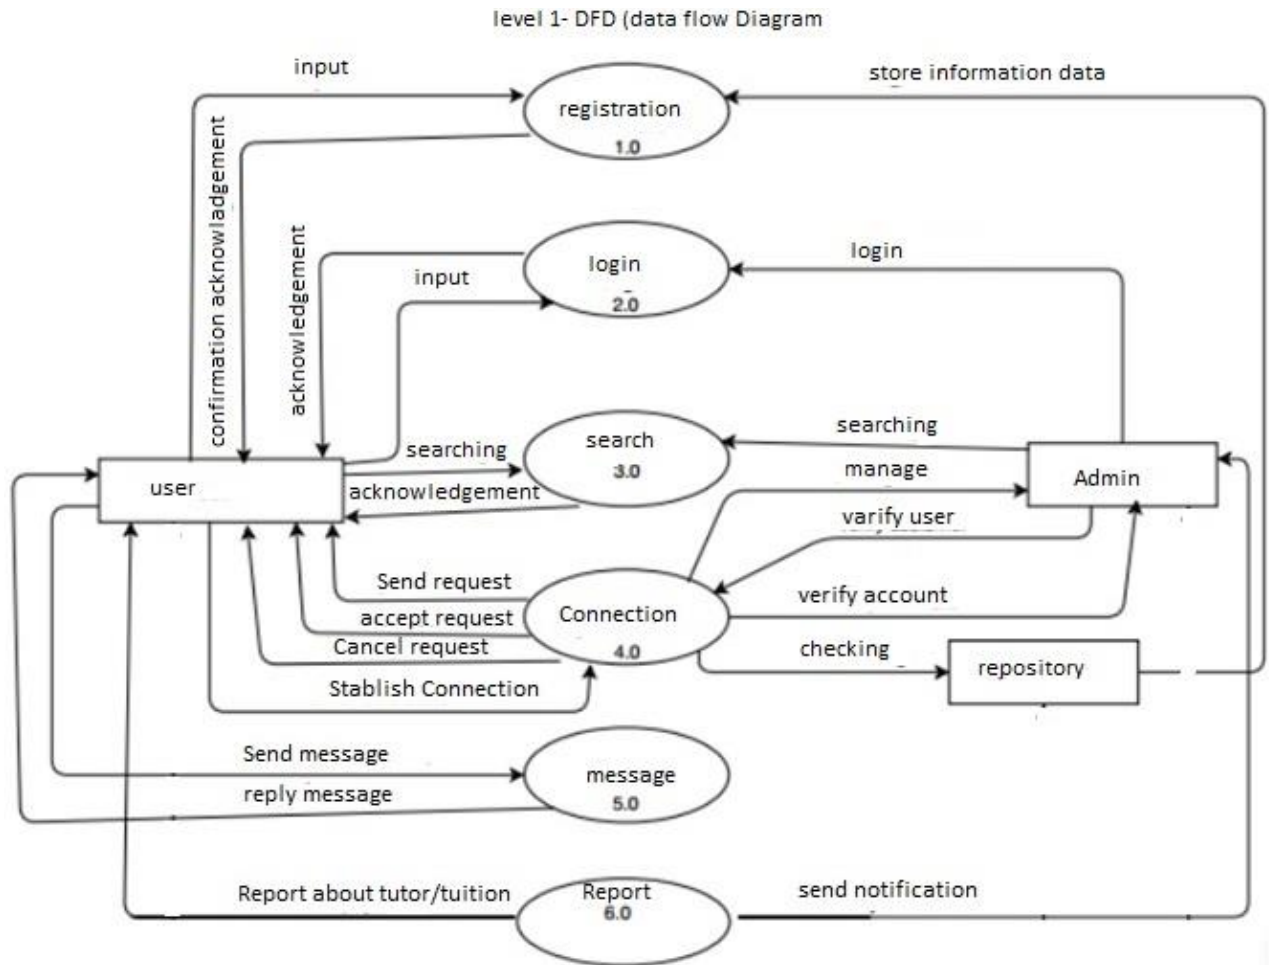 level 1- DFD (data flow Diagram
input
store information data
registration
1.0
confirmation acknowladgement
acknowledgement
login
2.0
input
login
search
3.0
searching
acknowledgement
searching
manage
user
Admin
varify user
verify account
Send request
accept request
Cancel request
Stablish Connection
Connection
4.0
checking
repository
Send message
reply message
message
5.0
Report about tutor/tuition
Report
6.0
send notification